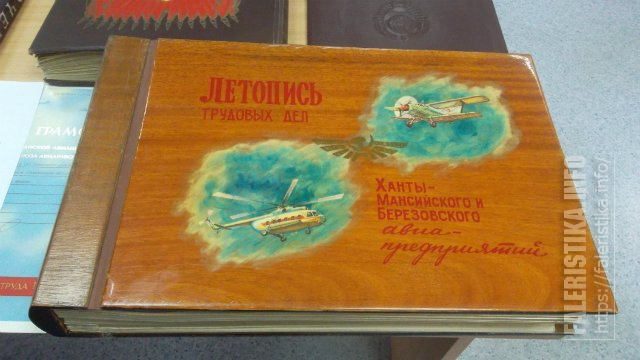 Летопись
трудовых дел
Ханты-
Мансийского и
Березовского
авиа-
предприятий
ГРАМО
ТРУДА
FALERISTIKA.INFO
https://faleristika.info/